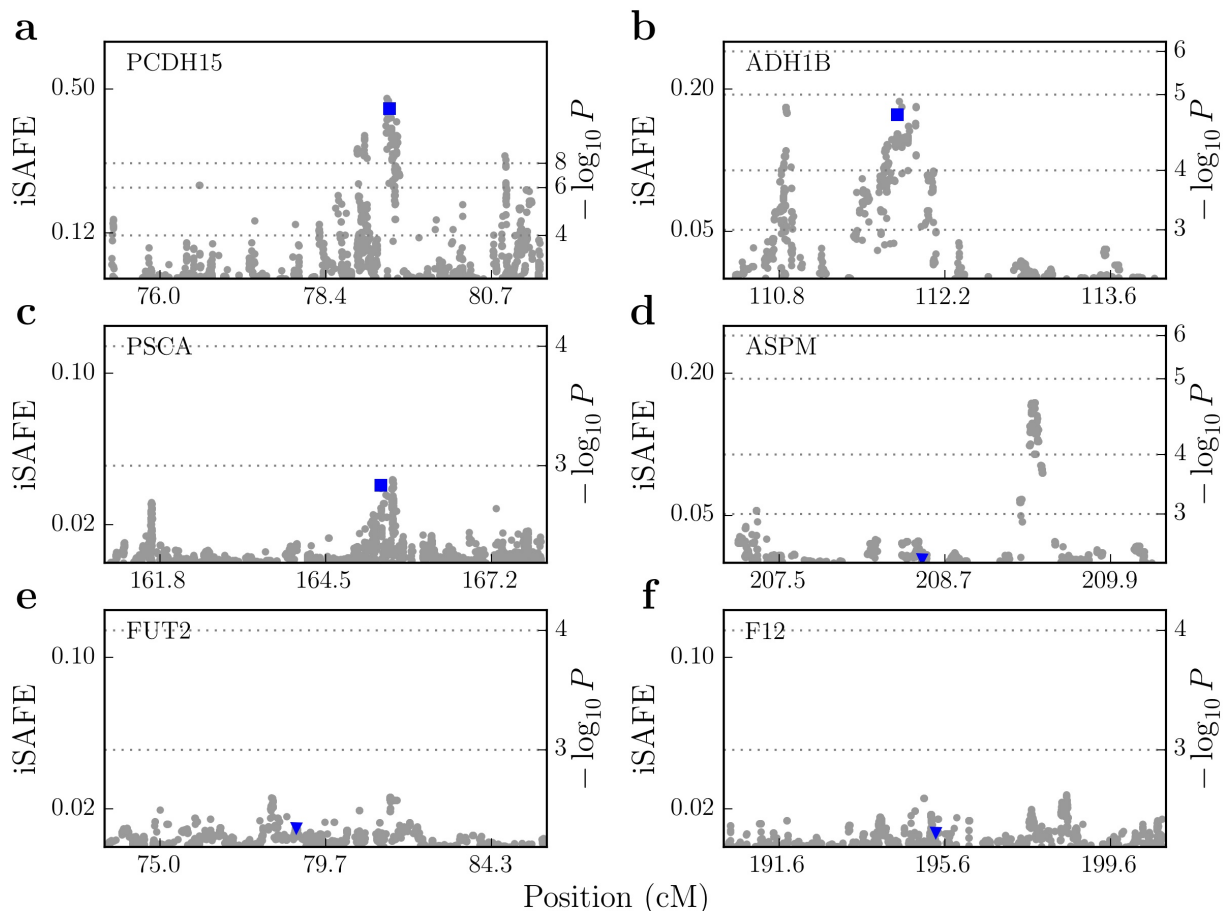 a
PCDH15
iSAFE
0.50
0.12
8
6
4
− log10 P
76.0 78.4 80.7
b
ADH1B
iSAFE
0.20
0.05
6
5
4
3
− log10 P
110.8 112.2 113.6
c
PSCA
iSAFE
0.10
0.02
4
3
− log10 P
161.8 164.5 167.2
d
ASPM
iSAFE
0.20
0.05
6
5
4
3
− log10 P
207.5 208.7 209.9
e
FUT2
iSAFE
0.10
0.02
4
3
− log10 P
75.0 79.7 84.3
f
F12
iSAFE
0.10
0.02
4
3
− log10 P
191.6 195.6 199.6
Position (cM)